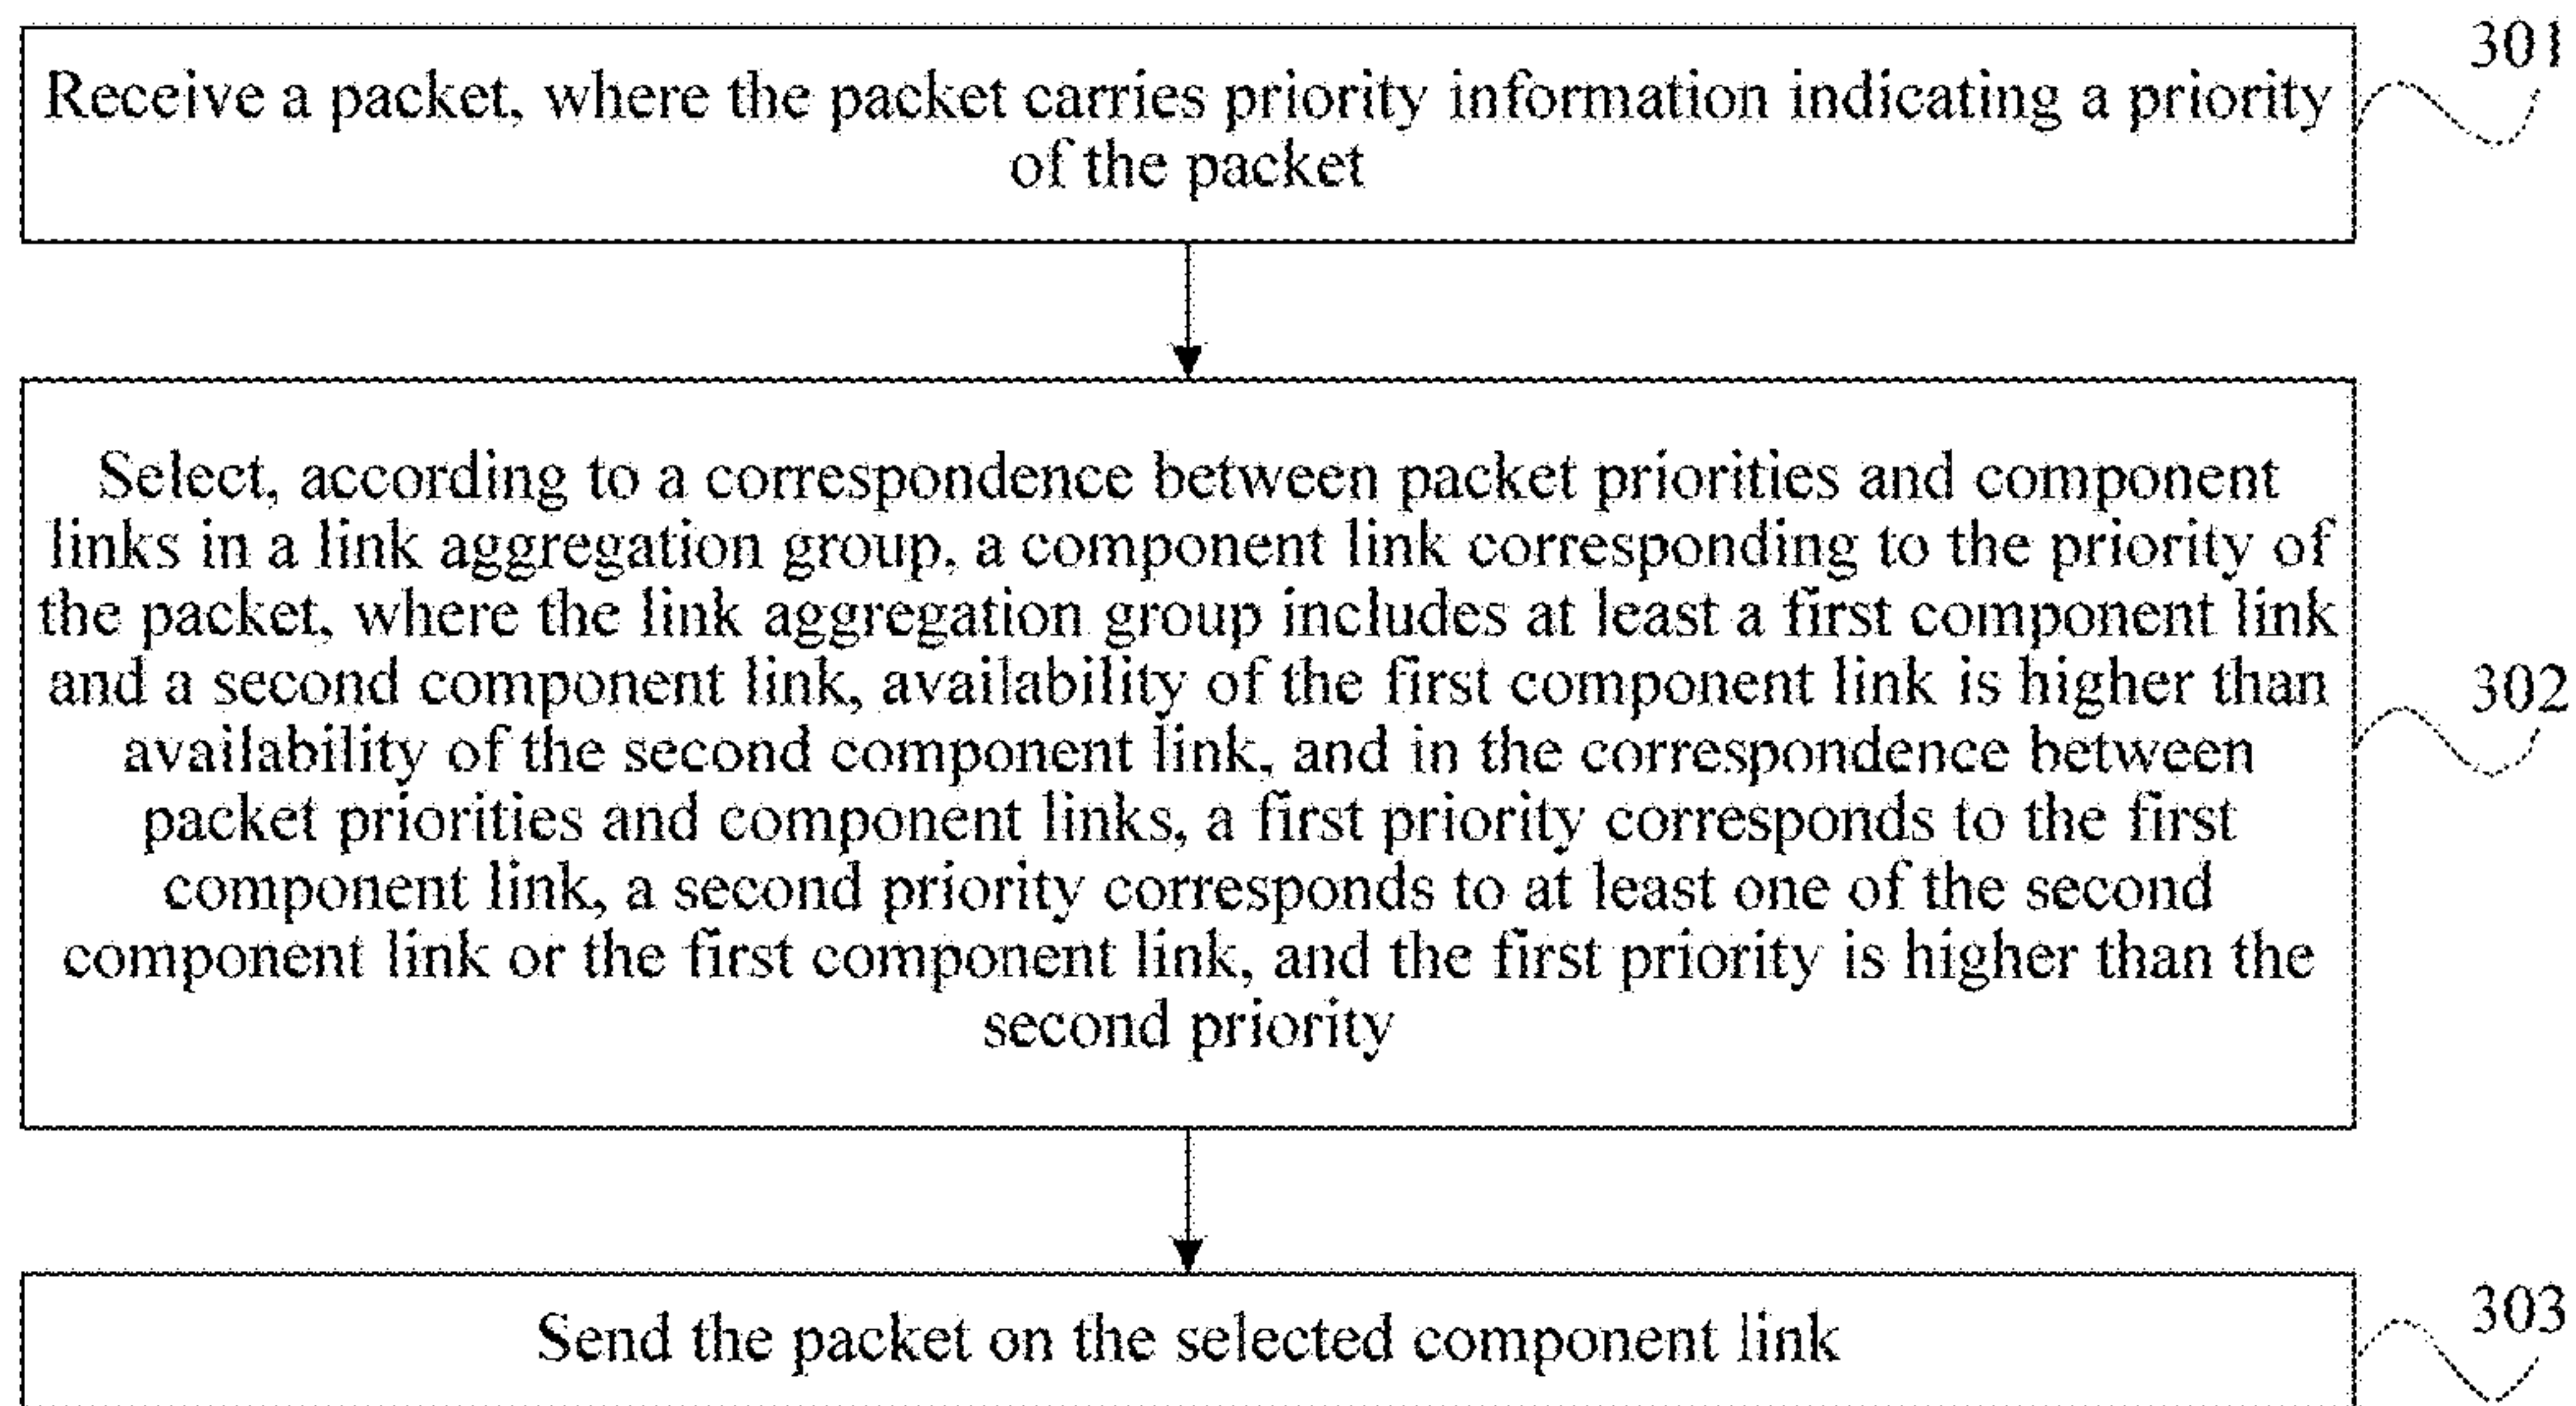 301
Receive a packet, where the packet carries priority information indicating a priority
of the packet
Select, according to a correspondence between packet priorities and component
links in a link aggregation group, a component link corresponding to the priority of
the packet, where the link aggregation group includes at least a first component link
and a second component link, availability of the first component link is higher than
302
availability of the second component link, and in the correspondence between
packet priorities and component links, a first priority corresponds to the first
component link, a second priority corresponds to at least one of the second
component link or the first component link, and the first priority is higher than the
second priority
303
Send the packet on the selected component link